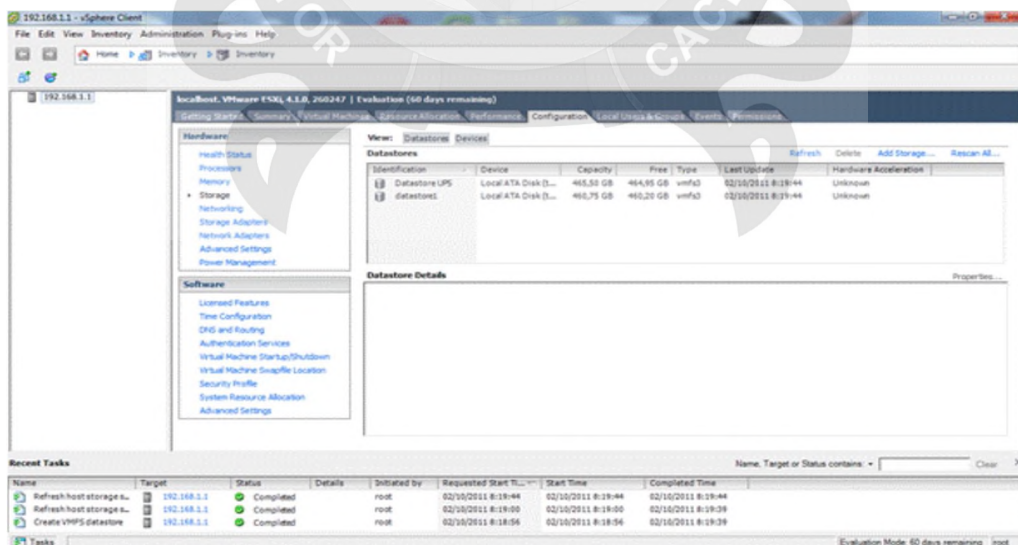 192.168.1.1 - vSphere Client
File Edit View Inventory Administration Plug-ins Help
Home Inventory Inventory
192.168.1.1
localhost. VMware ESXi, 4.1.0, 260247 | Evaluation (60 days remaining)
Getting Started Summary Virtual Machines Resource Allocation Performance Configuration Local Users & Groups Events Permissions
Hardware
Health Status
Processors
Memory
Storage
Networking
Storage Adapters
Network Adapters
Advanced Settings
Power Management
Software
Licensed Features
Time Configuration
DNS and Routing
Authentication Services
Virtual Machine Startup/Shutdown
Virtual Machine Swapfile Location
Security Profile
System Resource Allocation
Advanced Settings
View: Datastores Devices
Datastores Refresh Delete Add Storage... Rescan All...
Identification Device Capacity Free Type Last Update Hardware Acceleration
Datastore UPS Local ATA Disk (t... 465,50 GB 464,95 GB vmfs3 02/10/2011 8:19:44 Unknown
datastore1 Local ATA Disk (t... 460,75 GB 460,20 GB vmfs3 02/10/2011 8:19:44 Unknown
Datastore Details Properties...
Recent Tasks Name, Target or Status contains: Clear
Name Target Status Details Initiated by Requested Start Ti... Start Time Completed Time
Refresh host storage s... 192.168.1.1 Completed root 02/10/2011 8:19:44 02/10/2011 8:19:44 02/10/2011 8:19:44
Refresh host storage s... 192.168.1.1 Completed root 02/10/2011 8:19:00 02/10/2011 8:19:00 02/10/2011 8:19:39
Create VMFS datastore 192.168.1.1 Completed root 02/10/2011 8:18:56 02/10/2011 8:18:56 02/10/2011 8:19:39
Tasks Evaluation Mode: 60 days remaining root